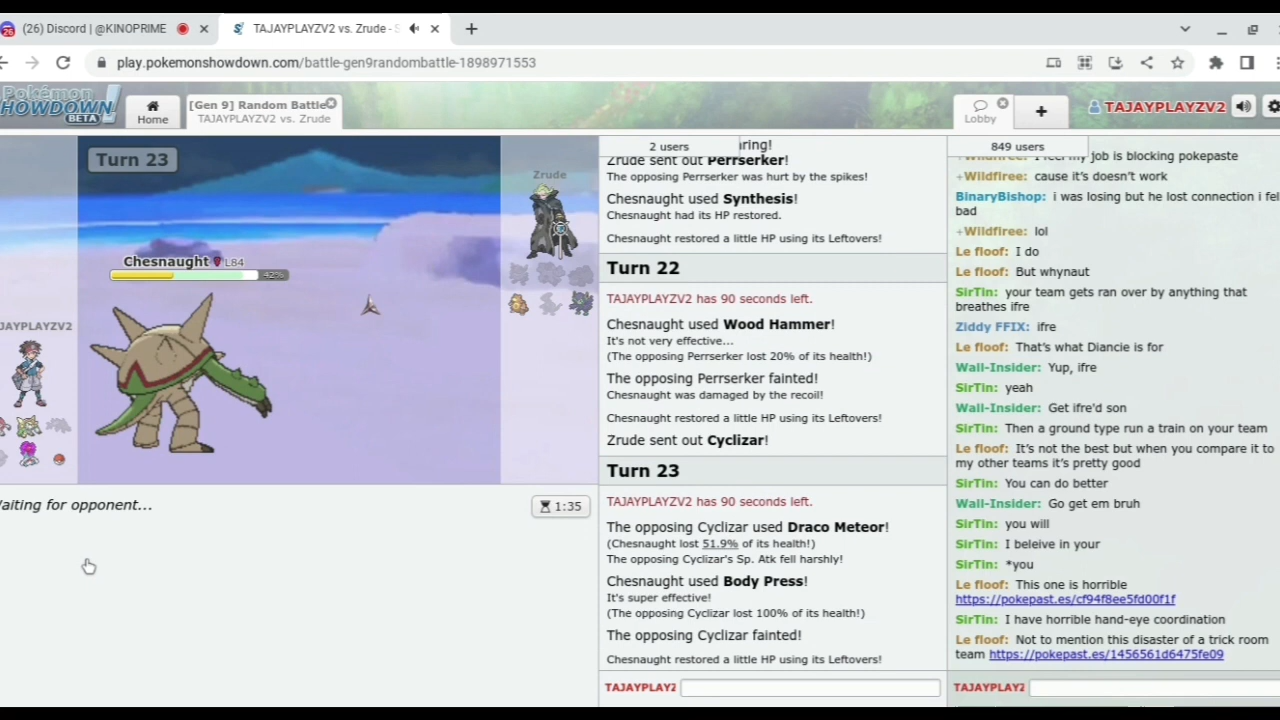 (26) Discord | @KINOPRIME
TAJAYPLAYZV2 vs. Zrude - S
play.pokemonshowdown.com/battle-gen9randombattle-1898971553
Pokémon
HOWDOWN!
BETA
Home
[Gen 9] Random Battle
TAJAYPLAYZV2 vs. Zrude
Lobby
+
TAJAYPLAYZV2
Turn 23
Zrude
Chesnaught L84
42%
JAYPLAYZV2
aiting for opponent...
1:35
2 users
Zrude sent out Perrserker!
The opposing Perrserker was hurt by the spikes!
Chesnaught used Synthesis!
Chesnaught had its HP restored.
Chesnaught restored a little HP using its Leftovers!
Turn 22
TAJAYPLAYZV2 has 90 seconds left.
Chesnaught used Wood Hammer!
It's not very effective...
(The opposing Perrserker lost 20% of its health!)
The opposing Perrserker fainted!
Chesnaught was damaged by the recoil!
Chesnaught restored a little HP using its Leftovers!
Zrude sent out Cyclizar!
Turn 23
TAJAYPLAYZV2 has 90 seconds left.
The opposing Cyclizar used Draco Meteor!
(Chesnaught lost 51.9% of its health!)
The opposing Cyclizar's Sp. Atk fell harshly!
Chesnaught used Body Press!
It's super effective!
(The opposing Cyclizar lost 100% of its health!)
The opposing Cyclizar fainted!
Chesnaught restored a little HP using its Leftovers!
TAJAYPLAYZ
849 users
+Wildfiree: I feel my job is blocking pokepaste
+Wildfiree: cause it's doesn't work
BinaryBishop: i was losing but he lost connection i fel
bad
+Wildfiree: lol
Le floof: I do
Le floof: But whynaut
SirTin: your team gets ran over by anything that
breathes ifre
Ziddy FFIX: ifre
Le floof: That's what Diancie is for
Wall-Insider: Yup, ifre
SirTin: yeah
Wall-Insider: Get ifre'd son
SirTin: Then a ground type run a train on your team
Le floof: It's not the best but when you compare it to
my other teams it's pretty good
SirTin: You can do better
Wall-Insider: Go get em bruh
SirTin: you will
SirTin: I beleive in your
SirTin: *you
Le floof: This one is horrible
https://pokepast.es/cf94f8ee5fd00f1f
SirTin: I have horrible hand-eye coordination
Le floof: Not to mention this disaster of a trick room
team https://pokepast.es/1456561d6475fe09
TAJAYPLAYZ